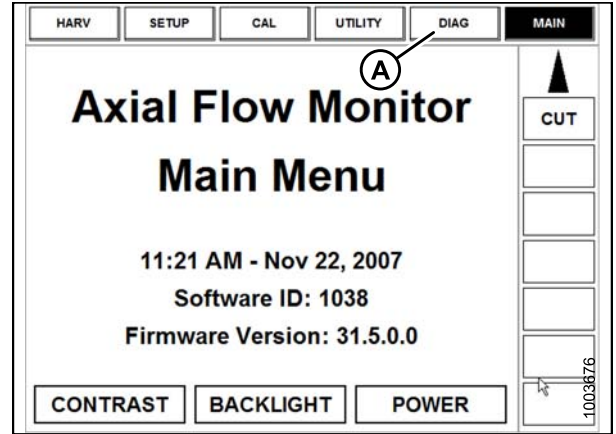 HARV SETUP CAL UTILITY DIAG MAIN
A
CUT
Axial Flow Monitor
Main Menu
11:21 AM - Nov 22, 2007
Software ID: 1038
Firmware Version: 31.5.0.0
CONTRAST BACKLIGHT POWER
1003676